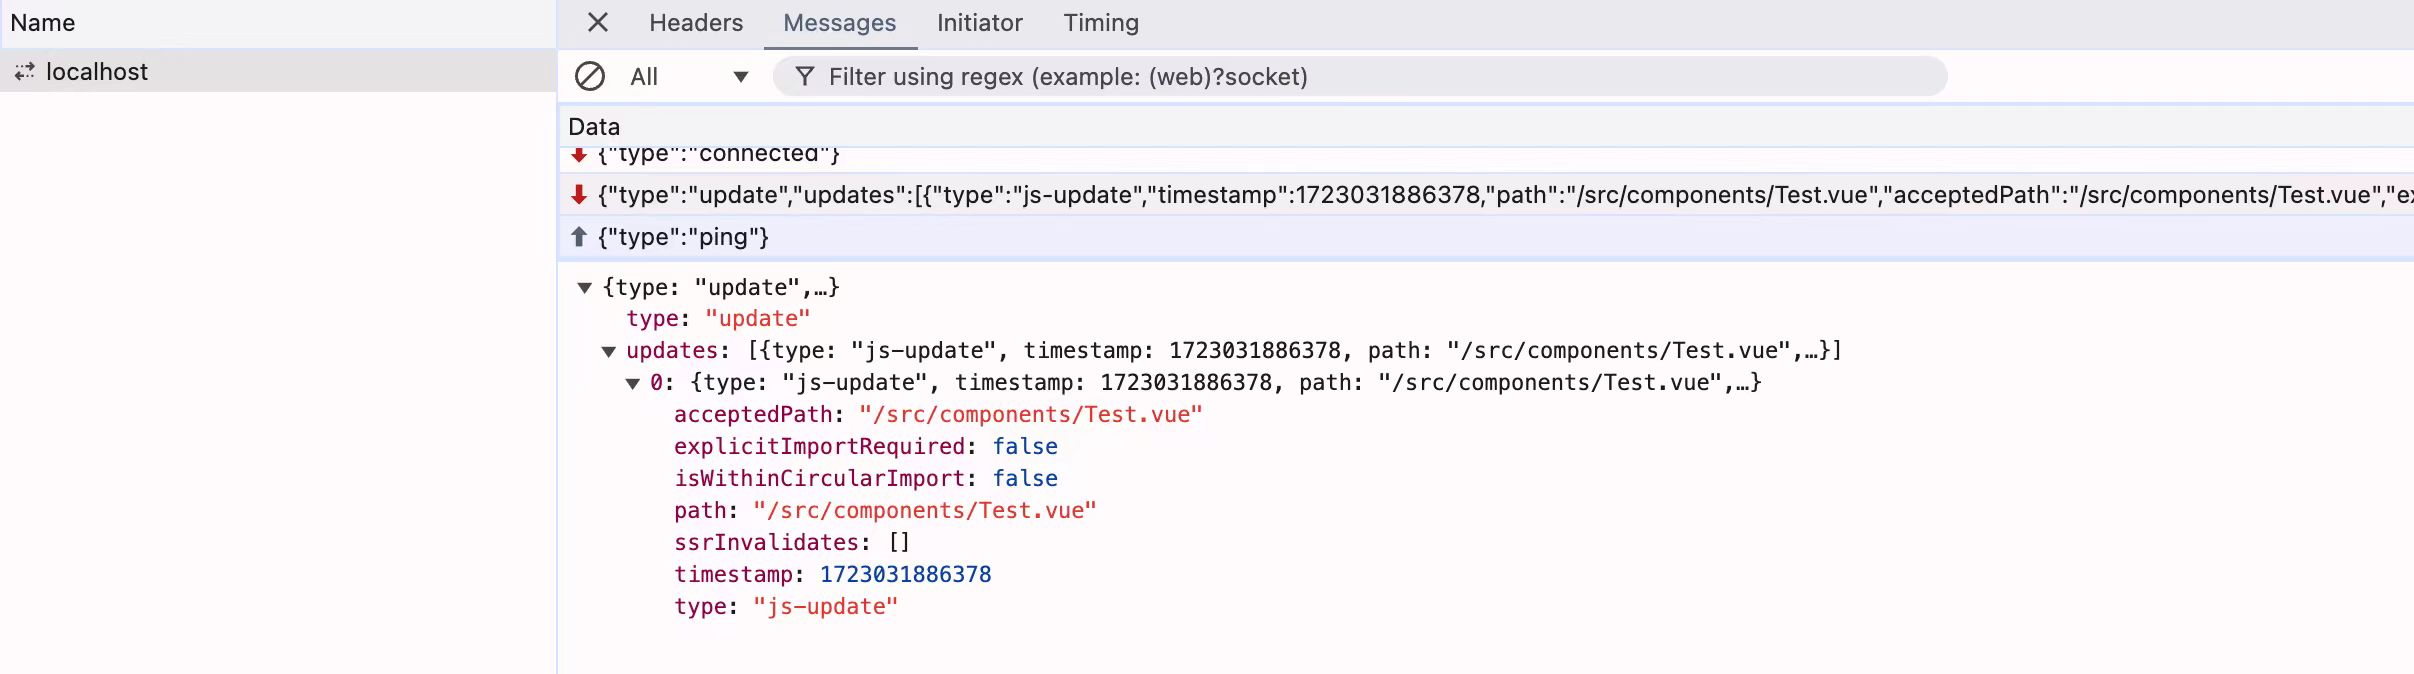 Name
localhost
Headers Messages Initiator Timing
All Filter using regex (example: (web)?socket)
Data
{"type":"connected"}
{"type":"update","updates":[{"type":"js-update","timestamp":1723031886378,"path":"/src/components/Test.vue","acceptedPath":"/src/components/Test.vue","ex
{"type":"ping"}
{type: "update",…}
type: "update"
updates: [{type: "js-update", timestamp: 1723031886378, path: "/src/components/Test.vue",…}]
0: {type: "js-update", timestamp: 1723031886378, path: "/src/components/Test.vue",…}
acceptedPath: "/src/components/Test.vue"
explicitImportRequired: false
isWithinCircularImport: false
path: "/src/components/Test.vue"
ssrInvalidates: []
timestamp: 1723031886378
type: "js-update"